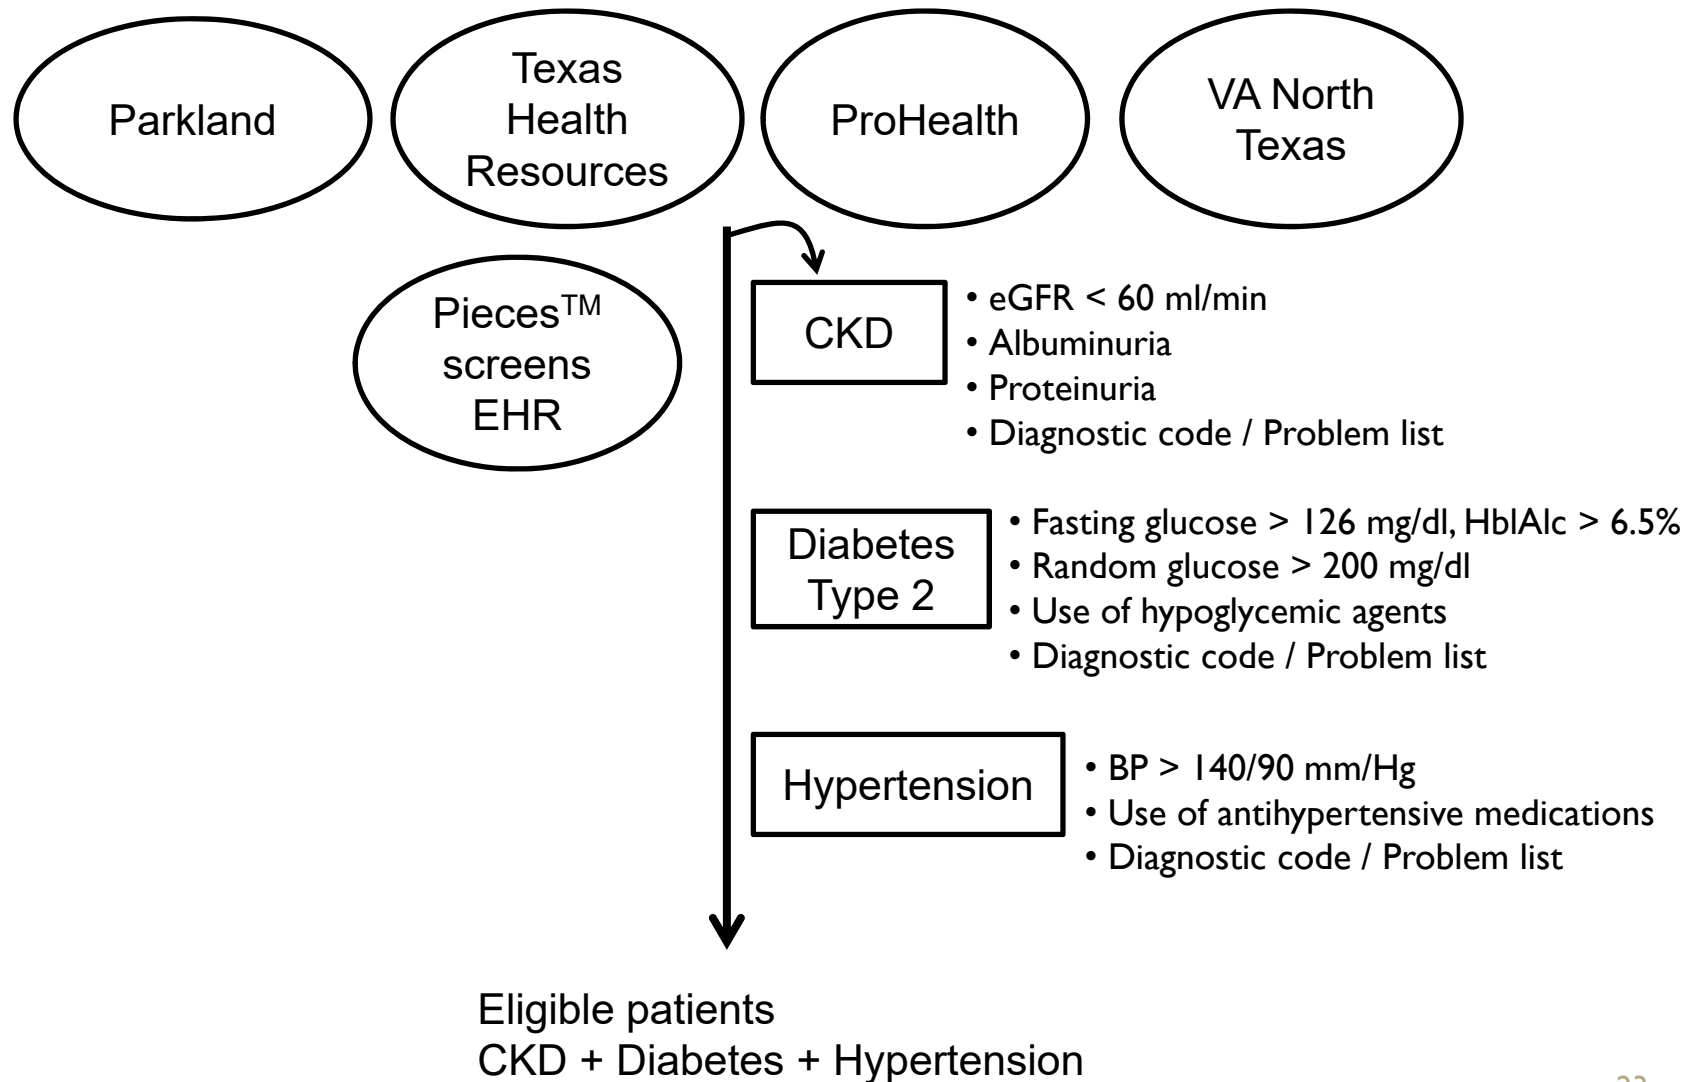 Parkland
Texas
Health
Resources
ProHealth
VA North
Texas
Pieces™
screens
EHR
CKD
• eGFR < 60 ml/min
• Albuminuria
• Proteinuria
• Diagnostic code / Problem list
Diabetes
Type 2
• Fasting glucose > 126 mg/dl, HblAlc > 6.5%
• Random glucose > 200 mg/dl
• Use of hypoglycemic agents
• Diagnostic code / Problem list
Hypertension
• BP > 140/90 mm/Hg
• Use of antihypertensive medications
• Diagnostic code / Problem list
Eligible patients
CKD + Diabetes + Hypertension